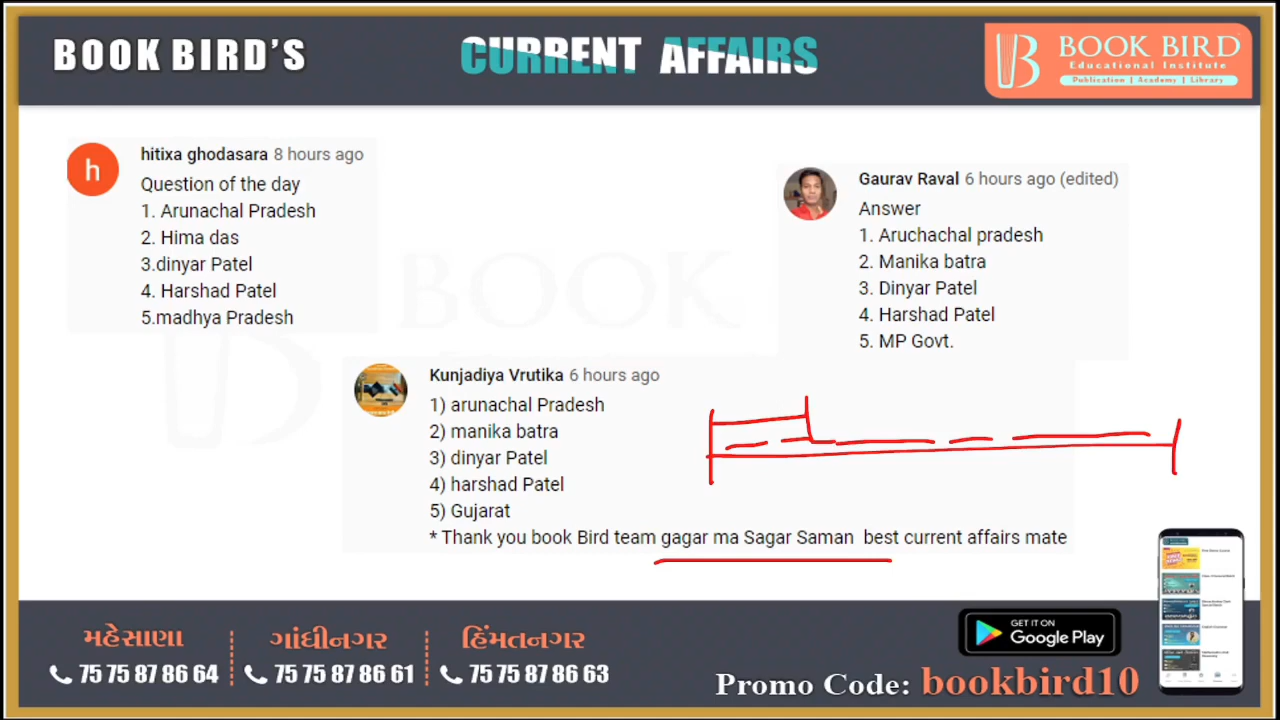 BOOK BIRD'S
CURRENT AFFAIRS
BOOK BIRD
Educational Institute
Publication | Academy | Library
h
hitixa ghodasara 8 hours ago
Question of the day
1. Arunachal Pradesh
2. Hima das
3.dinyar Patel
4. Harshad Patel
5.madhya Pradesh
Gaurav Raval 6 hours ago (edited)
Answer
1. Aruchachal pradesh
2. Manika batra
3. Dinyar Patel
4. Harshad Patel
5. MP Govt.
BOOK
Kunjadiya Vrutika 6 hours ago
1) arunachal Pradesh
2) manika batra
3) dinyar Patel
4) harshad Patel
5) Gujarat
* Thank you book Bird team gagar ma Sagar Saman best current affairs mate
મહેસાણા
75 75 87 86 64
ગાંધીનગર
75 75 87 86 61
હિંમતનગર
75 75 87 86 63
GET IT ON
Google Play
Promo Code: bookbird10